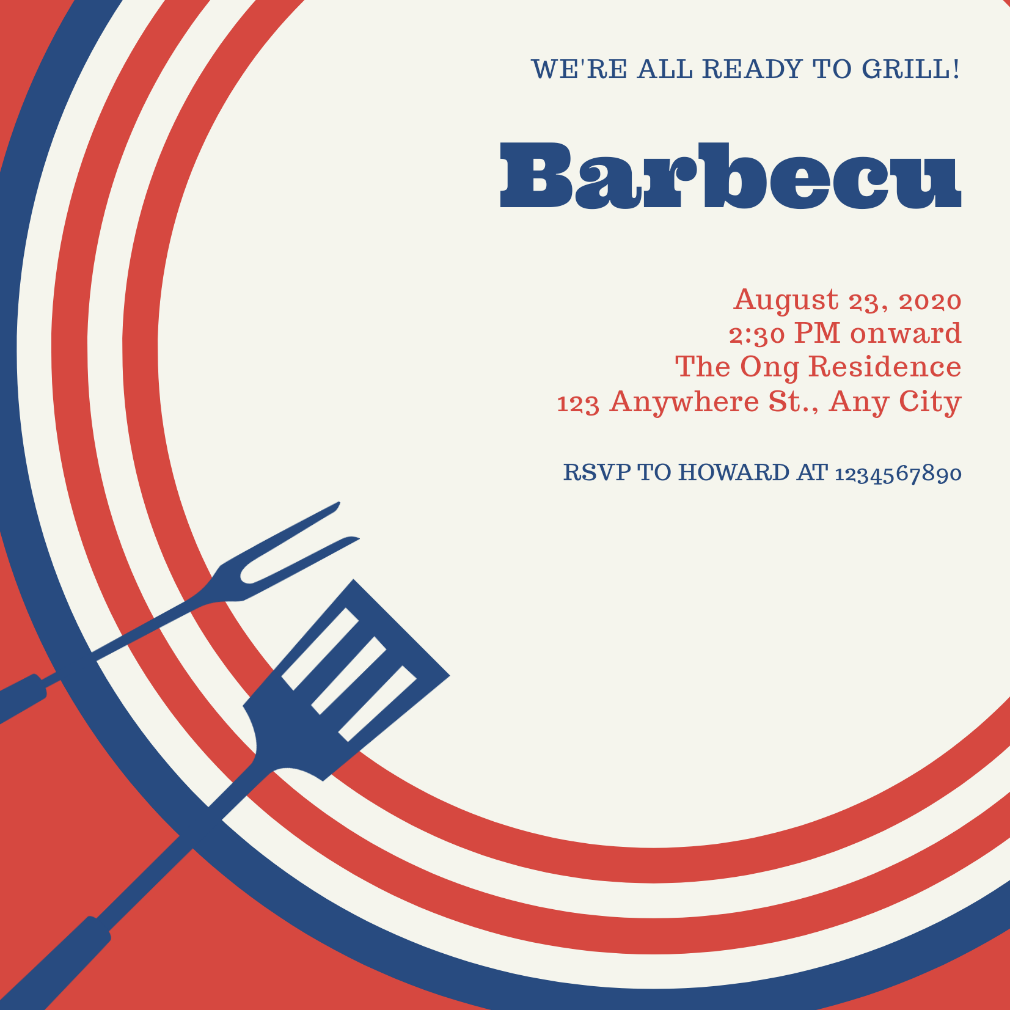 WE'RE ALL READY TO GRILL!
Barbecu
August 23, 2020
2:30 PM onward
The Ong Residence
123 Anywhere St., Any City
RSVP TO HOWARD AT 1234567890